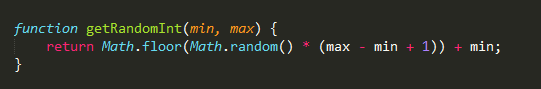 function getRandomInt(min, max) {
    return Math.floor(Math.random() * (max - min + 1)) + min;
}